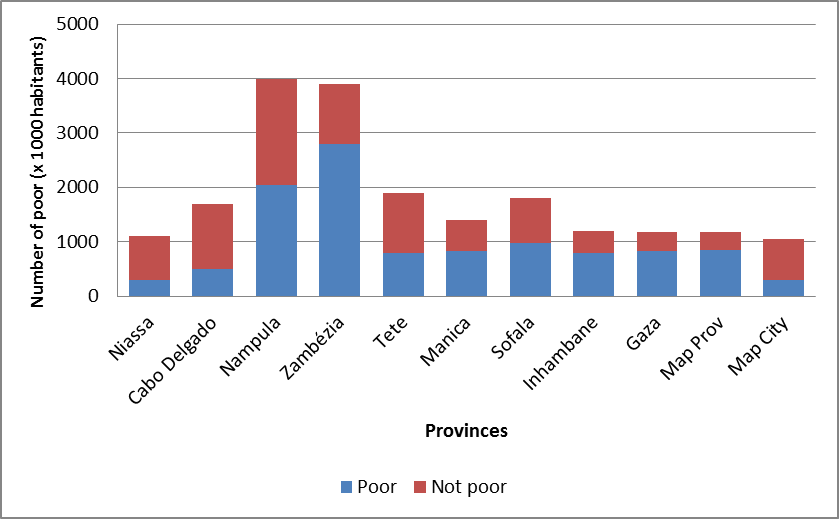 Number of poor (x 1000 habitants)
5000
4000
3000
2000
1000
0
Niassa
Cabo Delgado
Nampula
Zambézia
Tete
Manica
Sofala
Inhambane
Gaza
Map Prov
Map City
Provinces
Poor
Not poor